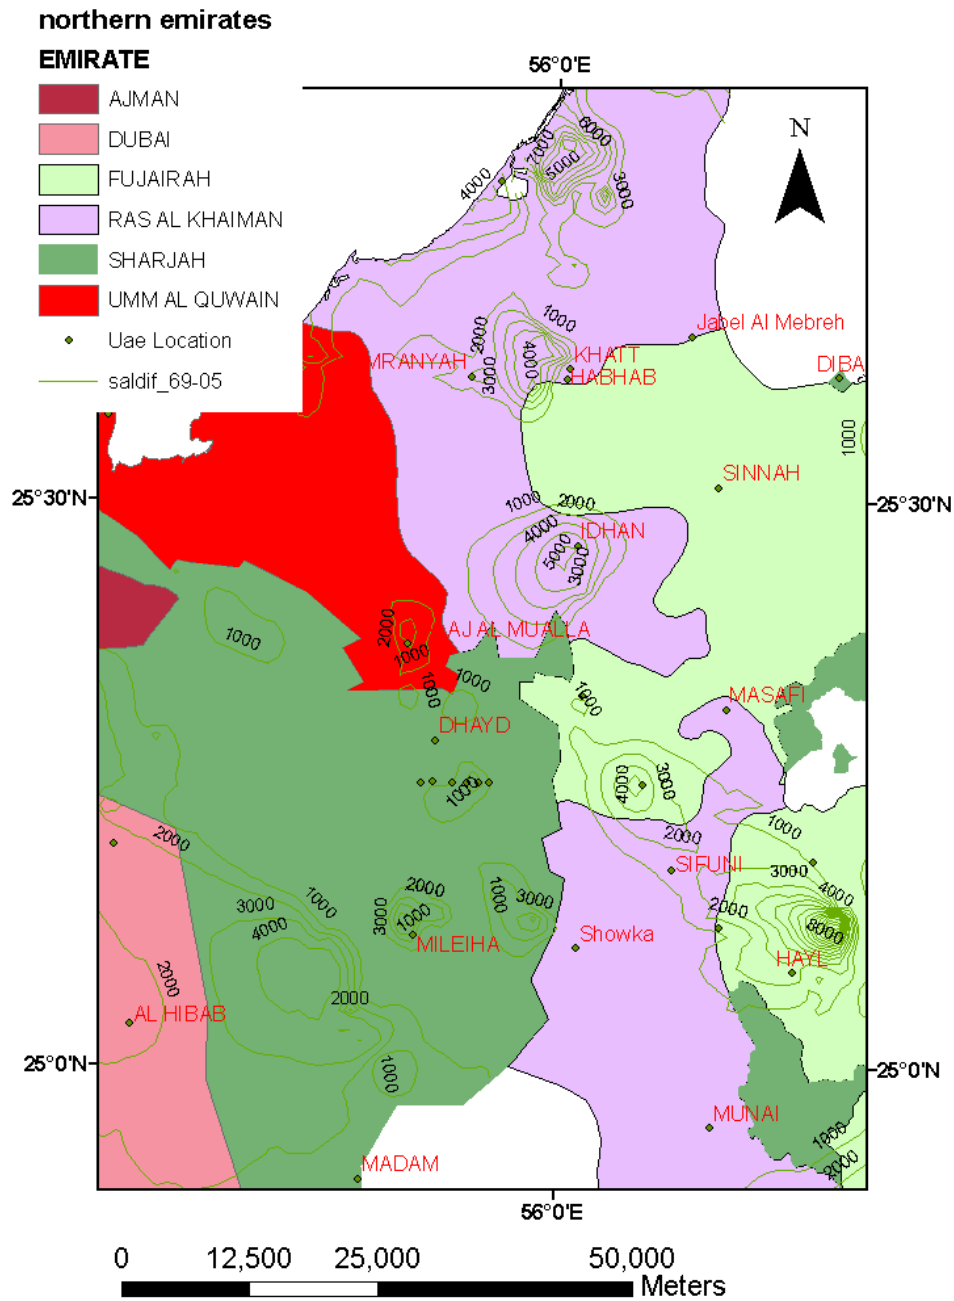 northern emirates
EMIRATE
AJMAN
DUBAI
FUJAIRAH
RAS AL KHAIMAN
SHARJAH
UMM AL QUWAIN
Uae Location
saldif_69-05
56°0'E
N
6000
7000
5000
4000
3000
1000
2000
Jabel Al Mebreh
4000
KHATT
MRANYAH
3000
HABHAB
DIBA
1000
SINNAH
25°30'N
25°30'N
1000
2000
4000
IDHAN
5000
3000
2000
1000
AJ AL MUALLA
1000
1000
1000
1000
MASAFI
DHAYD
3000
4000
1000
2000
2000
1000
SIFUNI
3000
2000
1000
3000
4000
3000
1000
3000
1000
2000
4000
8000
MILEIHA
Showka
HAYL
2000
2000
AL HIBAB
25°0'N
25°0'N
1000
MUNAI
1000
2000
MADAM
56°0'E
0
12,500
25,000
50,000
Meters